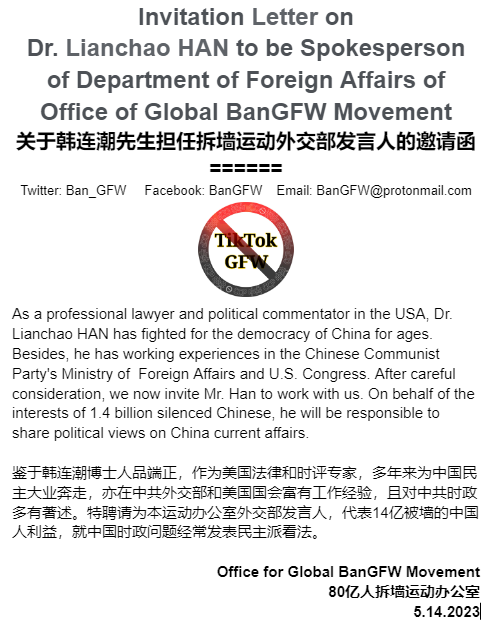 Invitation Letter on
Dr. Lianchao HAN to be Spokesperson
of Department of Foreign Affairs of
Office of Global BanGFW Movement
关于韩连潮先生担任拆墙运动外交部发言人的邀请函
======
Twitter: Ban_GFW Facebook: BanGFW Email: BanGFW@protonmail.com
TikTok
GFW
As a professional lawyer and political commentator in the USA, Dr.
Lianchao HAN has fighted for the democracy of China for ages.
Besides, he has working experiences in the Chinese Communist
Party's Ministry of Foreign Affairs and U.S. Congress. After careful
consideration, we now invite Mr. Han to work with us. On behalf of the
interests of 1.4 billion silenced Chinese, he will be responsible to
share political views on China current affairs.
鉴于韩连潮博士人品端正，作为美国法律和时评专家，多年来为中国民
主大业奔走，亦在中共外交部和美国国会富有工作经验，且对中共时政
多有著述。特聘请为本运动办公室外交部发言人，代表14亿被墙的中国
人利益，就中国时政问题经常发表民主派看法。
Office for Global BanGFW Movement
80亿人拆墙运动办公室
5.14.2023